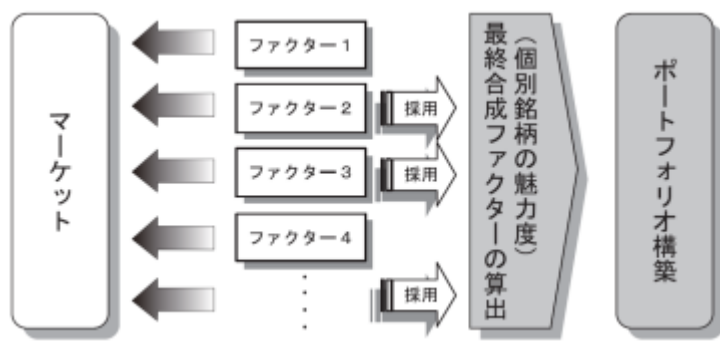 マーケット
ファクター1
ファクター2
ファクター3
ファクター4
採用
採用
採用
最終合成ファクターの算出
（個別銘柄の魅力度）
ポートフォリオ構築